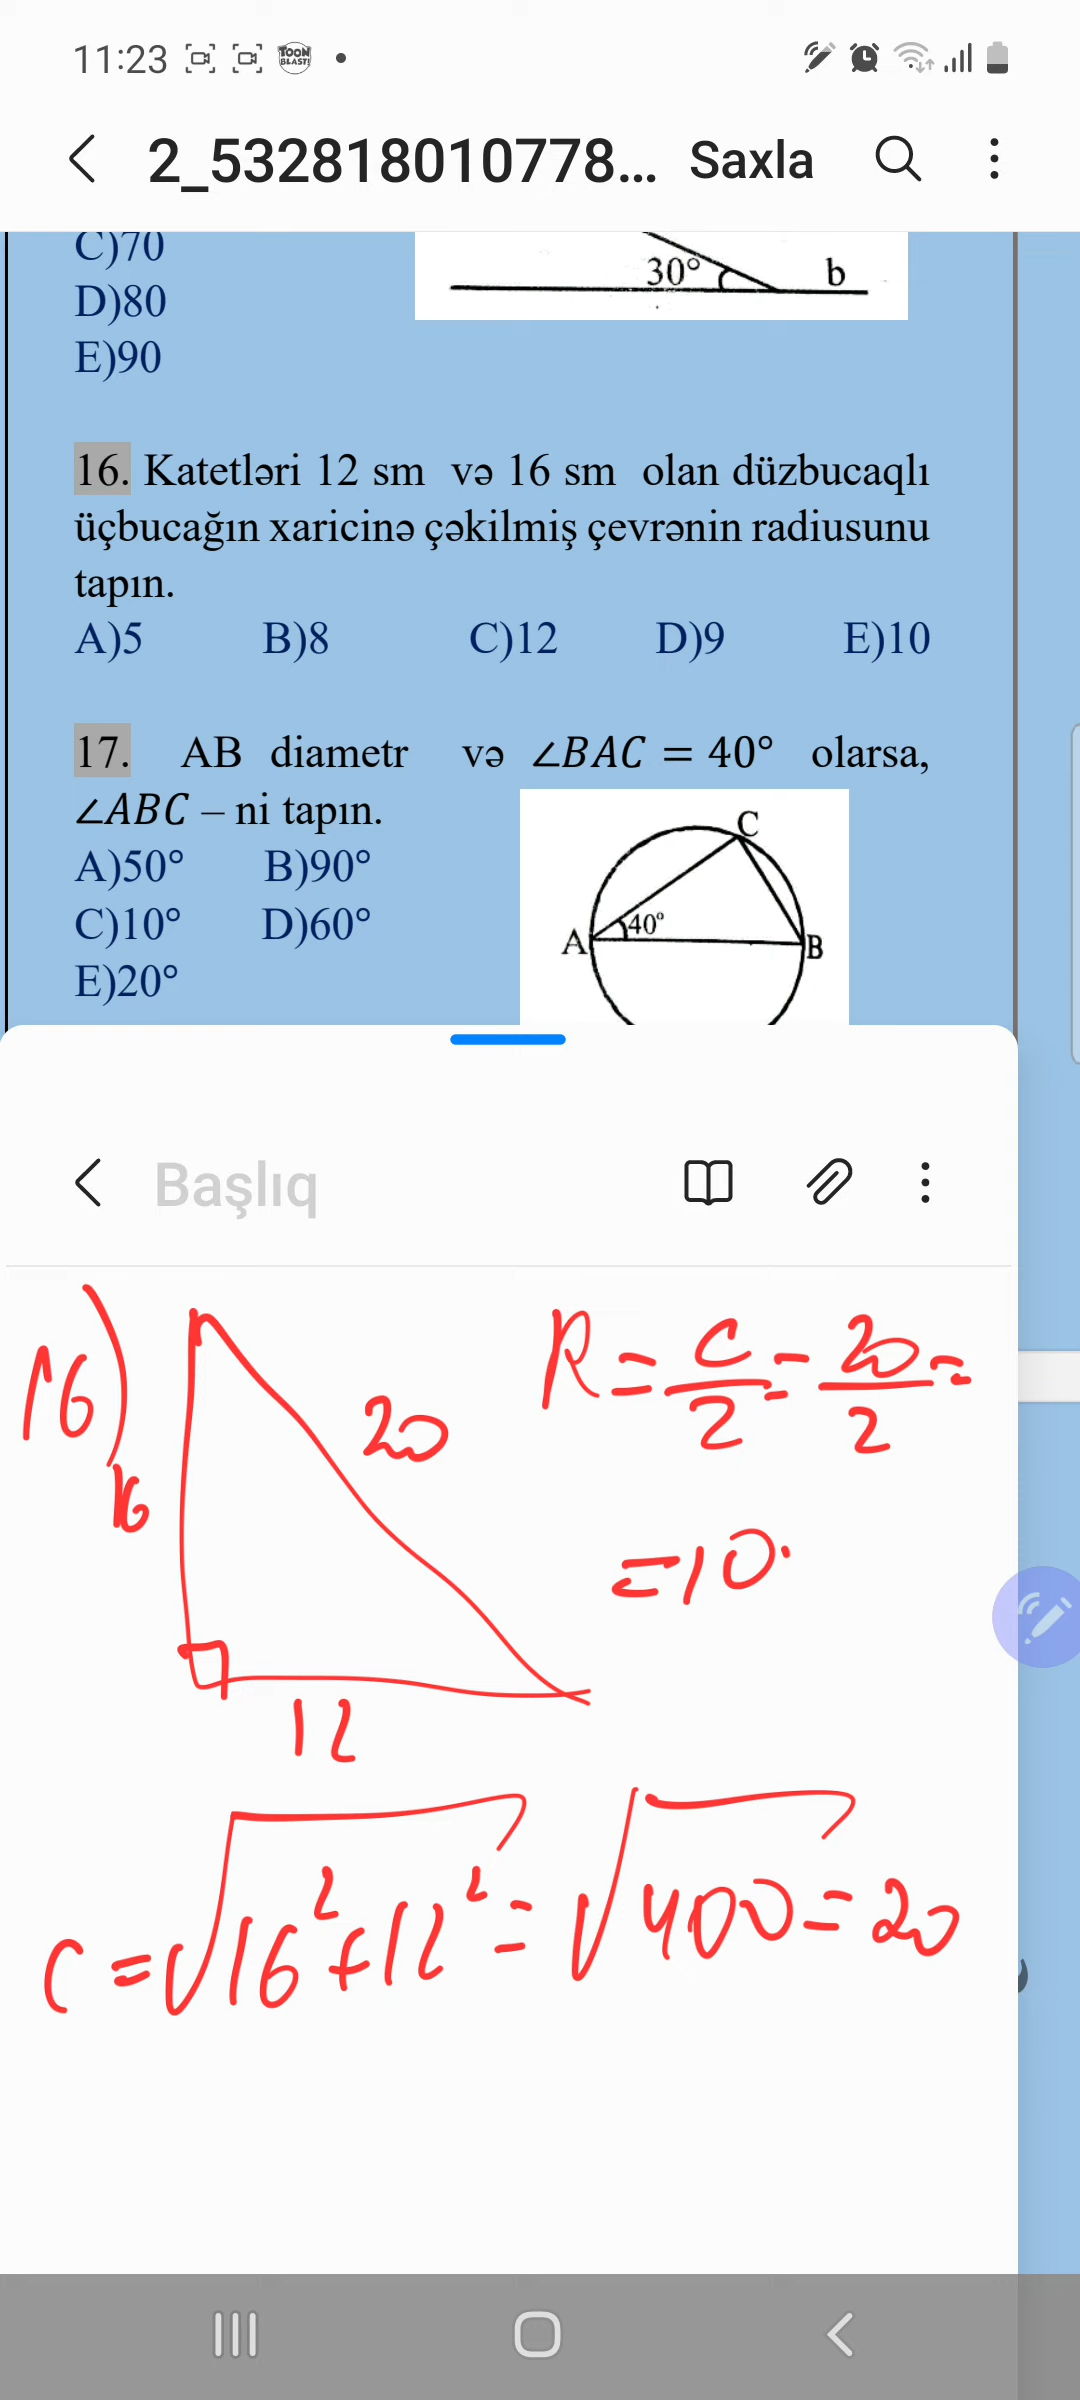 11:23 TOON BLAST!
2_532818010778... Saxla
C)70
D)80
E)90
30° b
16. Katetləri 12 sm və 16 sm olan düzbucaqlı
üçbucağın xaricinə çəkilmiş çevrənin radiusunu
tapın.
A)5 B)8 C)12 D)9 E)10
17. AB diametr və ∠BAC = 40° olarsa,
∠ABC – ni tapın.
A)50° B)90°
C)10° D)60°
E)20°
C
40°
A B
Başlıq
16)
16
20
12
R = c/2 = 20/2 =
= 10.
C = √16² + 12² = √400 = 20